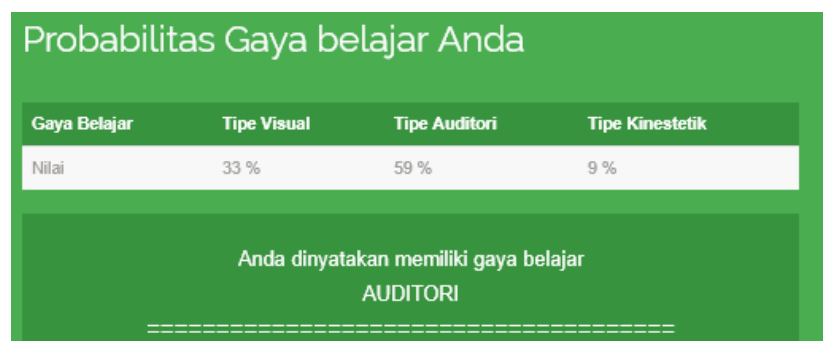 Probabilitas Gaya belajar Anda
Gaya Belajar Tipe Visual Tipe Auditori Tipe Kinestetik
Nilai 33 % 59 % 9 %
Anda dinyatakan memiliki gaya belajar
AUDITORI
======================================